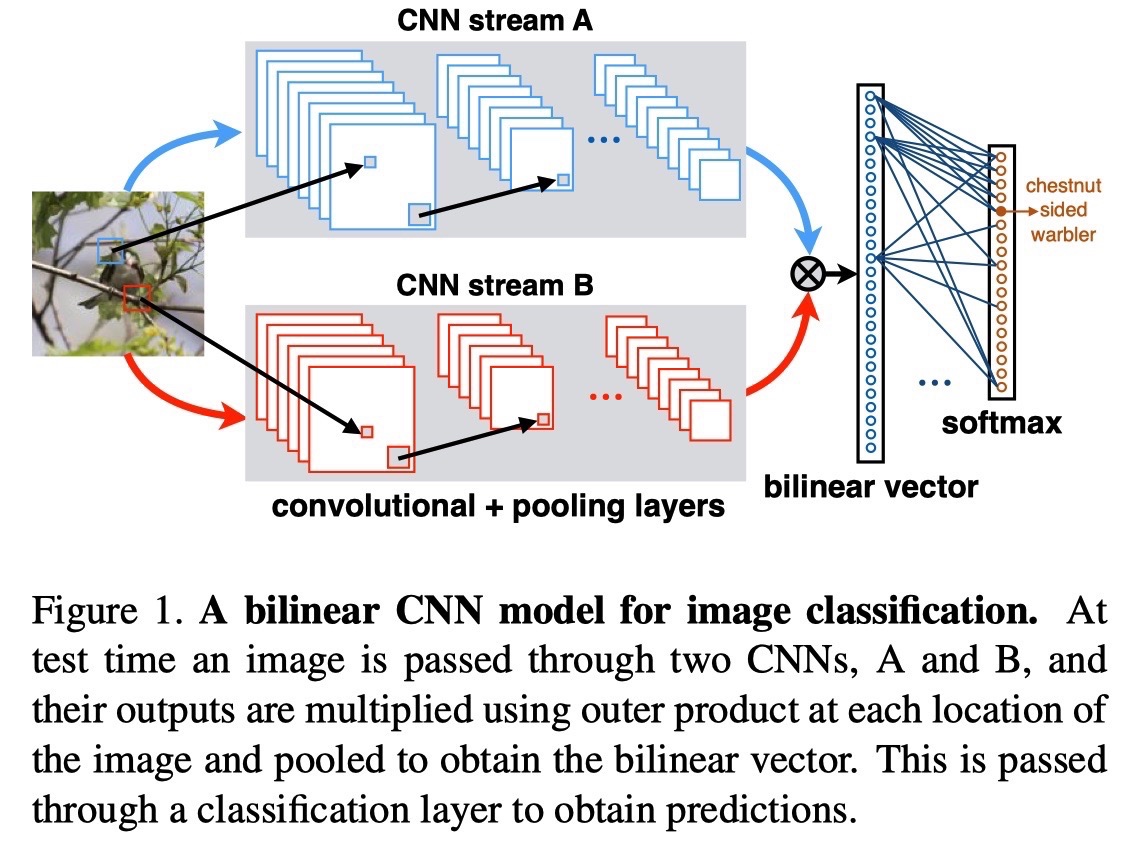 CNN stream A
chestnut
sided
warbler
CNN stream B
softmax
bilinear vector
convolutional + pooling layers
Figure 1. A bilinear CNN model for image classification. At
test time an image is passed through two CNNs, A and B, and
their outputs are multiplied using outer product at each location of
the image and pooled to obtain the bilinear vector. This is passed
through a classification layer to obtain predictions.